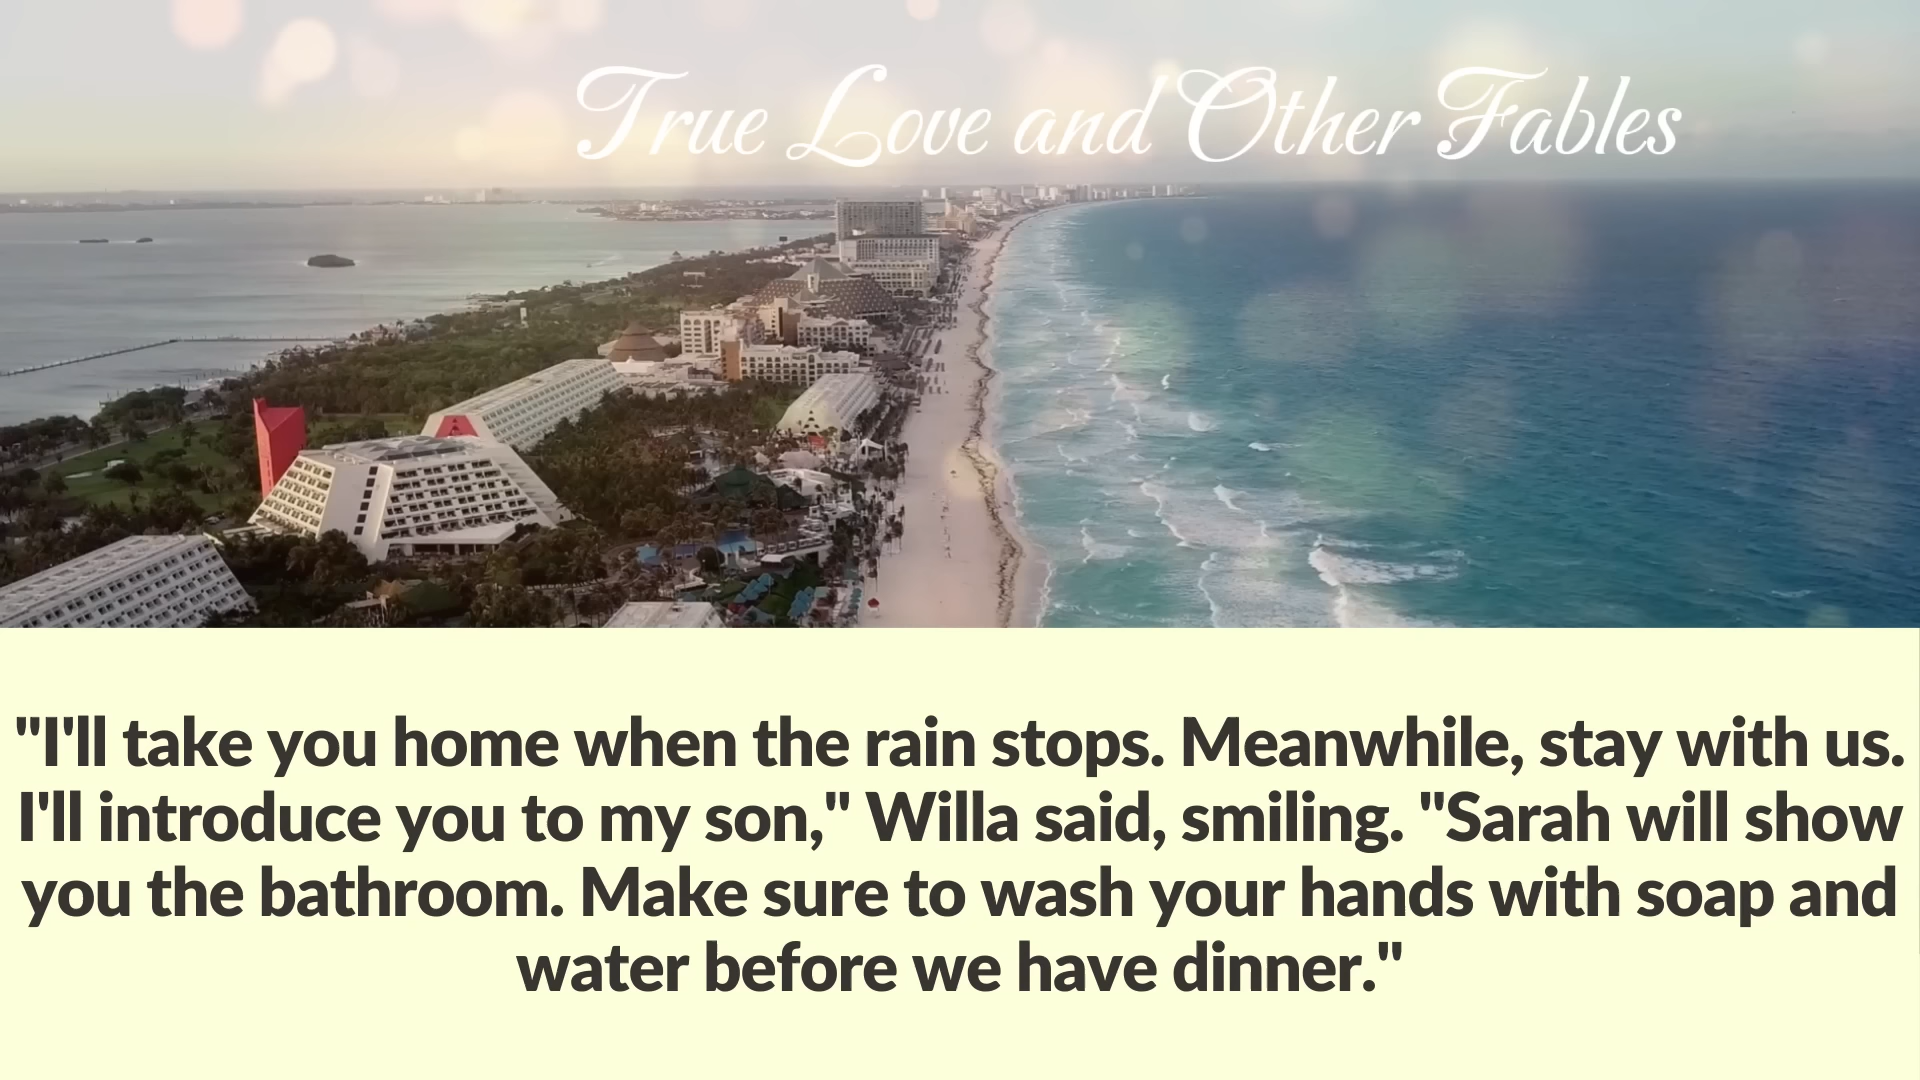 True Love and Other Fables
"I'll take you home when the rain stops. Meanwhile, stay with us.
I'll introduce you to my son," Willa said, smiling. "Sarah will show
you the bathroom. Make sure to wash your hands with soap and
water before we have dinner."